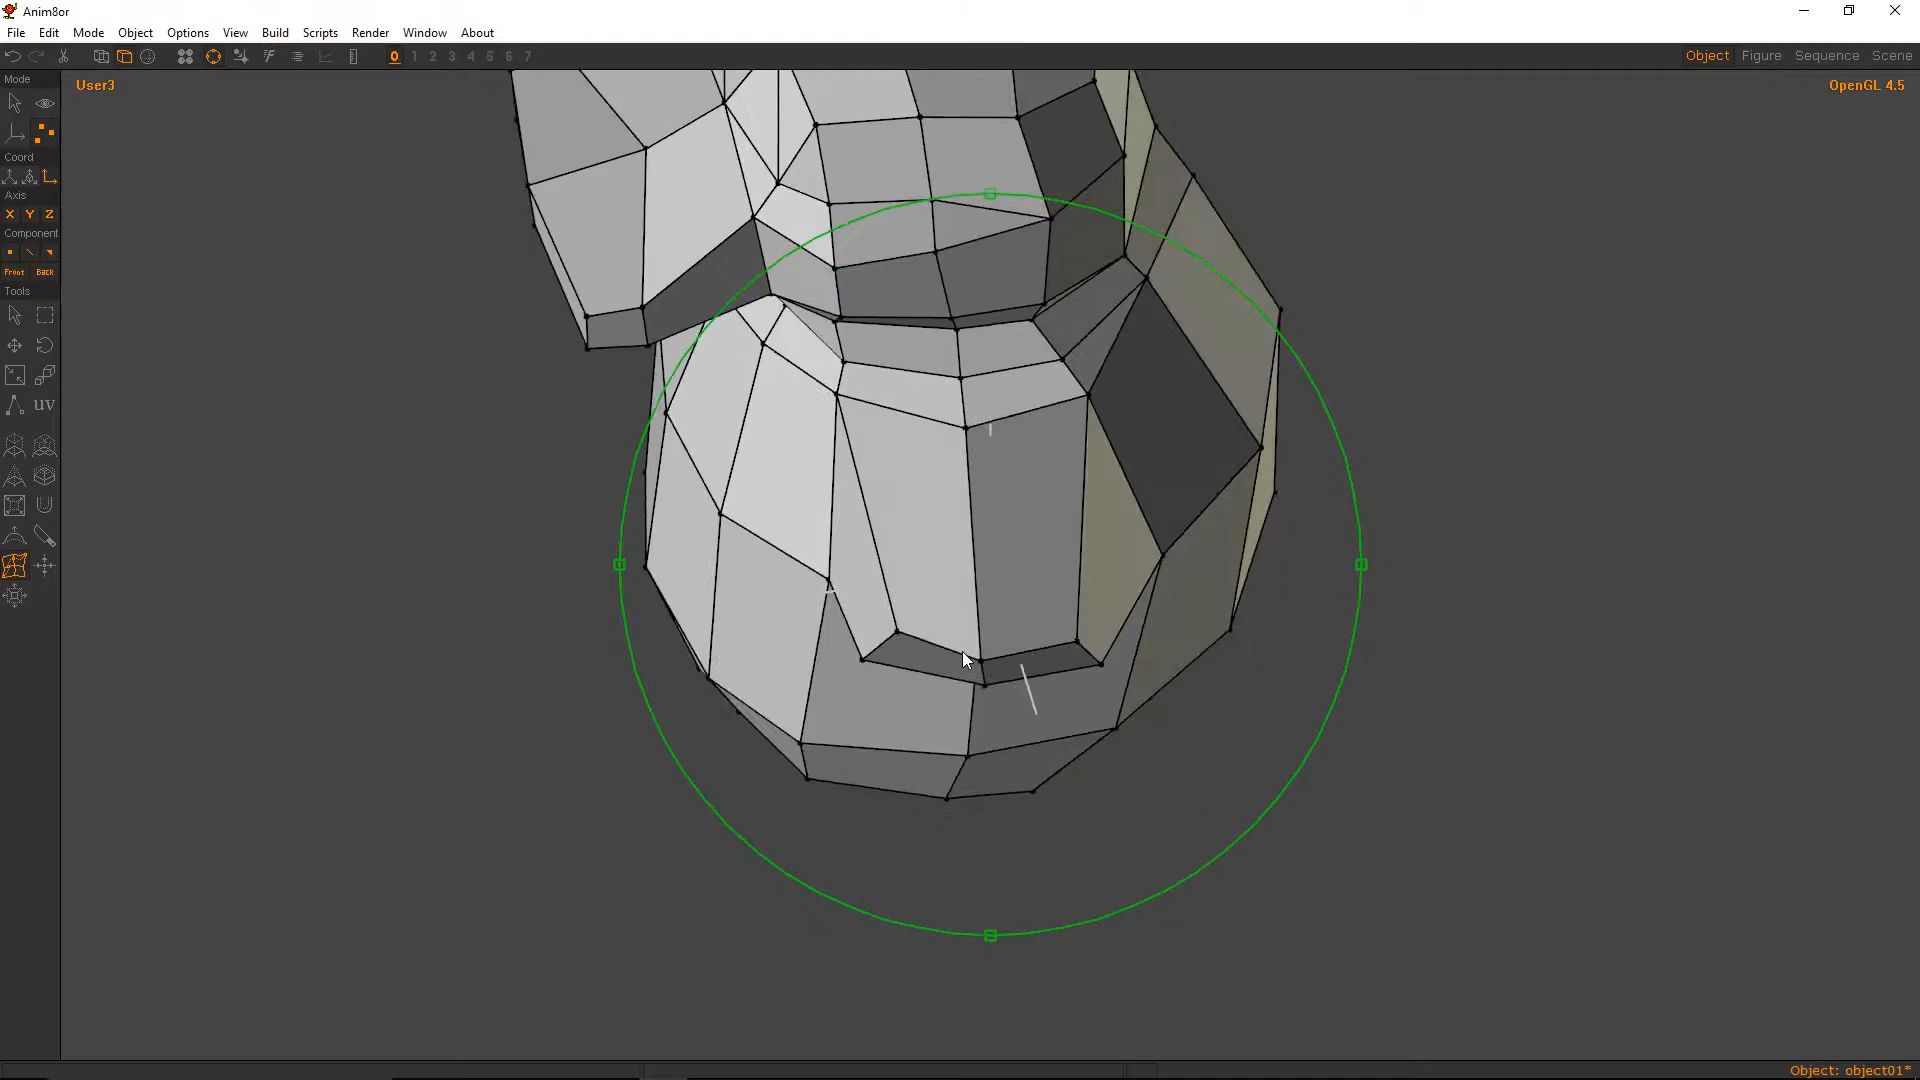 Anim8or
File Edit Mode Object Options View Build Scripts Render Window About
0 1 2 3 4 5 6 7 Object Figure Sequence Scene
Mode
User3
OpenGL 4.5
Coord
Axis
X Y Z
Component
Front Back
Tools
UV
Object: object01*